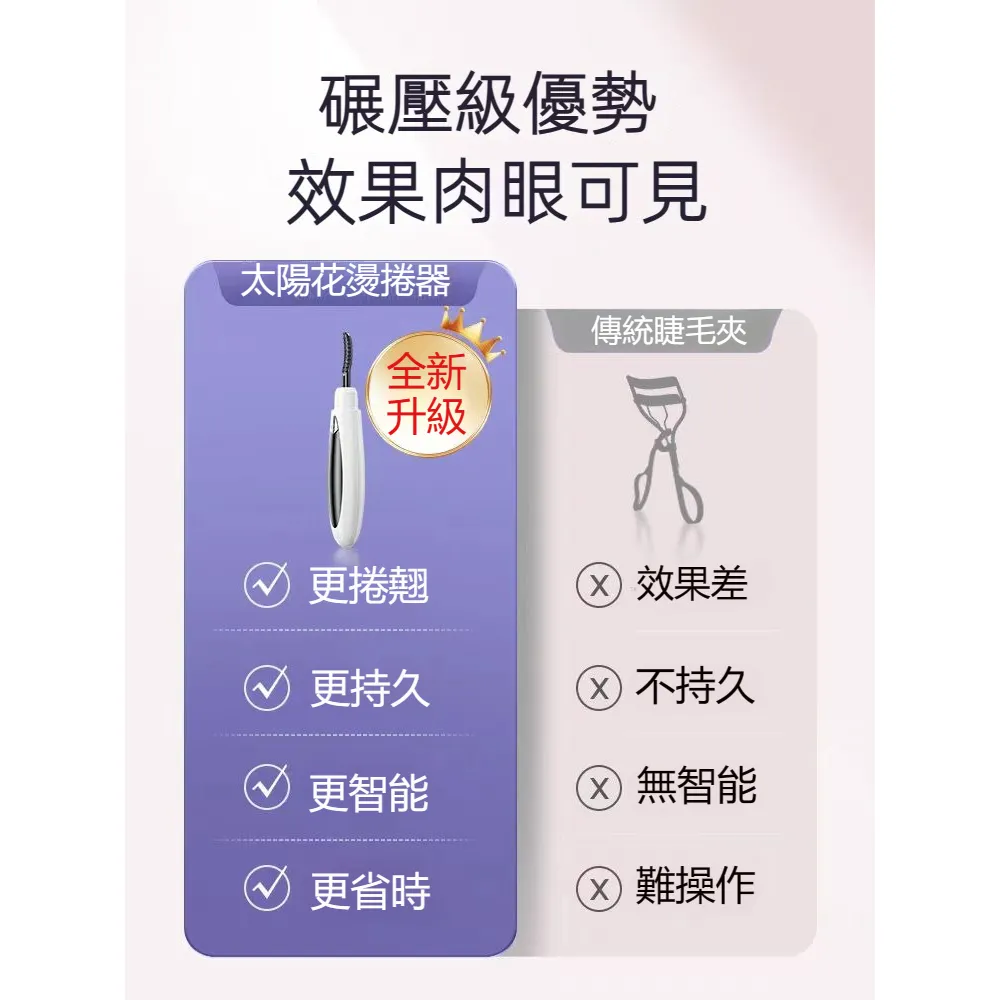 碾壓級優勢
效果肉眼可見
太陽花燙捲器
全新
升級
更捲翹
更持久
更智能
更省時
傳統睫毛夾
X 效果差
X 不持久
X 無智能
X 難操作